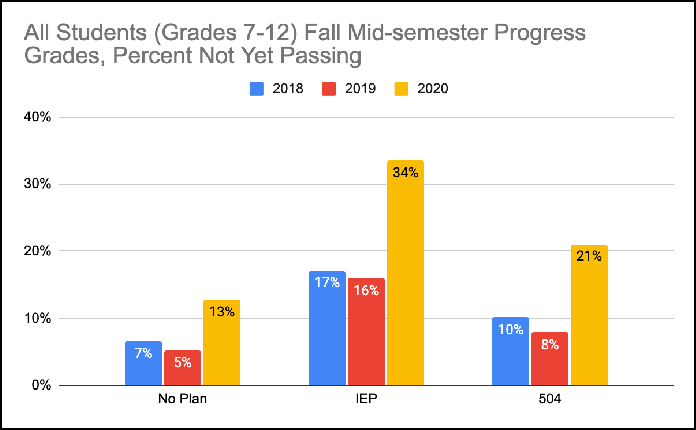 All Students (Grades 7-12) Fall Mid-semester Progress
Grades, Percent Not Yet Passing
2018 2019 2020
40%
30%
20%
10%
0%
7% 5% 13%
17% 16% 34%
10% 8% 21%
No Plan IEP 504